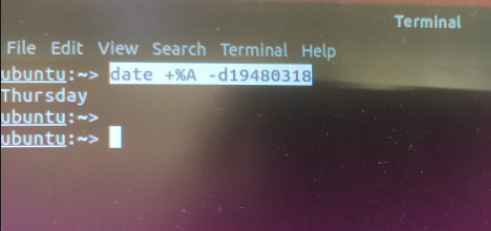 Terminal
File Edit View Search Terminal Help
ubuntu:~> date +%A -d19480318
Thursday
ubuntu:~>
ubuntu:~>